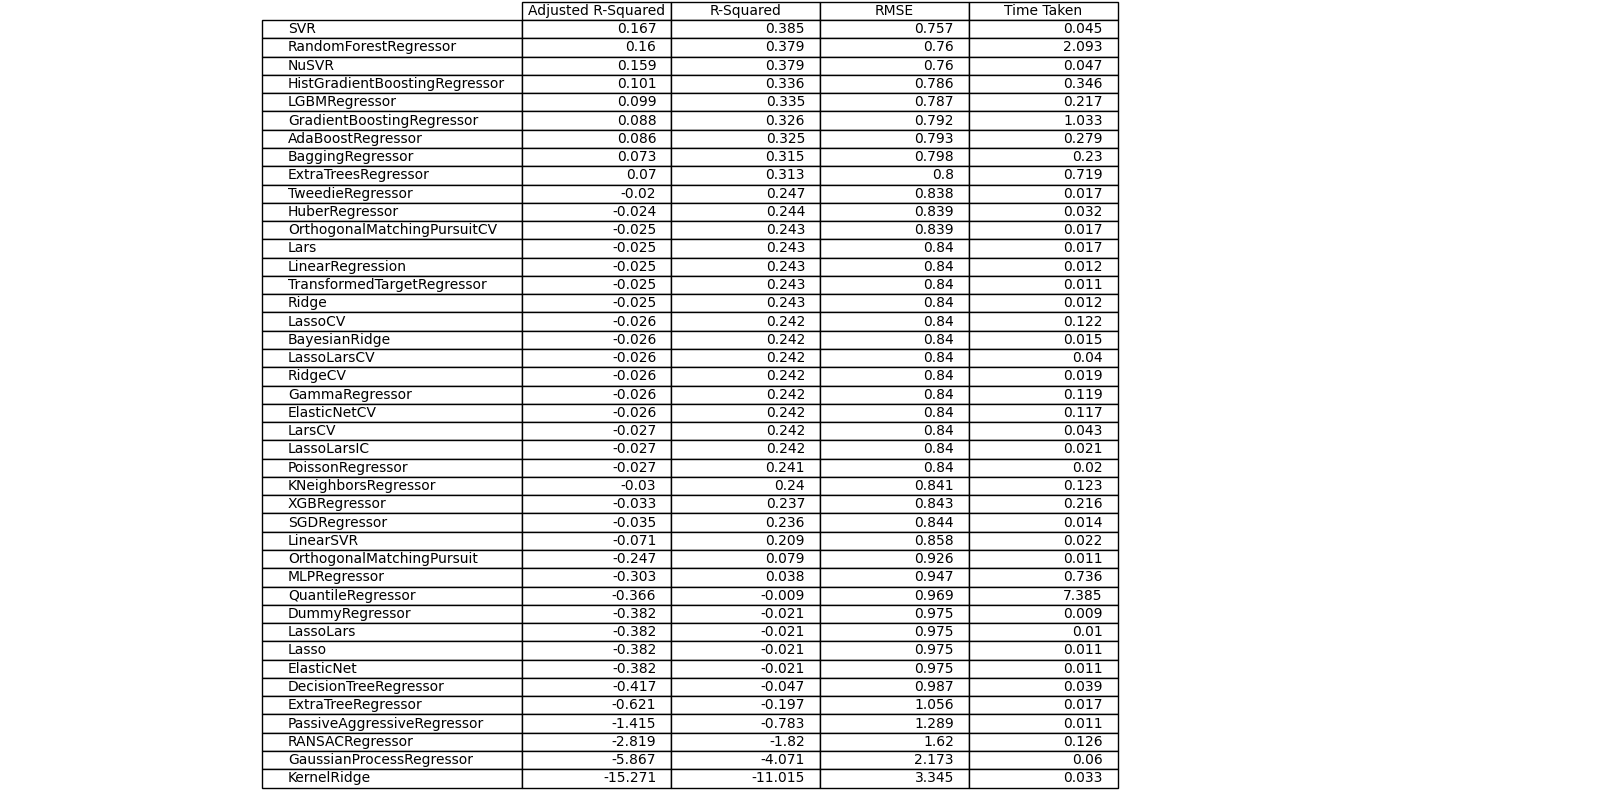 Adjusted R-Squared R-Squared RMSE Time Taken
SVR 0.167 0.385 0.757 0.045
RandomForestRegressor 0.16 0.379 0.76 2.093
NuSVR 0.159 0.379 0.76 0.047
HistGradientBoostingRegressor 0.101 0.336 0.786 0.346
LGBMRegressor 0.099 0.335 0.787 0.217
GradientBoostingRegressor 0.088 0.326 0.792 1.033
AdaBoostRegressor 0.086 0.325 0.793 0.279
BaggingRegressor 0.073 0.315 0.798 0.23
ExtraTreesRegressor 0.07 0.313 0.8 0.719
TweedieRegressor -0.02 0.247 0.838 0.017
HuberRegressor -0.024 0.244 0.839 0.032
OrthogonalMatchingPursuitCV -0.025 0.243 0.839 0.017
Lars -0.025 0.243 0.84 0.017
LinearRegression -0.025 0.243 0.84 0.012
TransformedTargetRegressor -0.025 0.243 0.84 0.011
Ridge -0.025 0.243 0.84 0.012
LassoCV -0.026 0.242 0.84 0.122
BayesianRidge -0.026 0.242 0.84 0.015
LassoLarsCV -0.026 0.242 0.84 0.04
RidgeCV -0.026 0.242 0.84 0.019
GammaRegressor -0.026 0.242 0.84 0.119
ElasticNetCV -0.026 0.242 0.84 0.117
LarsCV -0.027 0.242 0.84 0.043
LassoLarsIC -0.027 0.242 0.84 0.021
PoissonRegressor -0.027 0.241 0.84 0.02
KNeighborsRegressor -0.03 0.24 0.841 0.123
XGBRegressor -0.033 0.237 0.843 0.216
SGDRegressor -0.035 0.236 0.844 0.014
LinearSVR -0.071 0.209 0.858 0.022
OrthogonalMatchingPursuit -0.247 0.079 0.926 0.011
MLPRegressor -0.303 0.038 0.947 0.736
QuantileRegressor -0.366 -0.009 0.969 7.385
DummyRegressor -0.382 -0.021 0.975 0.009
LassoLars -0.382 -0.021 0.975 0.01
Lasso -0.382 -0.021 0.975 0.011
ElasticNet -0.382 -0.021 0.975 0.011
DecisionTreeRegressor -0.417 -0.047 0.987 0.039
ExtraTreeRegressor -0.621 -0.197 1.056 0.017
PassiveAggressiveRegressor -1.415 -0.783 1.289 0.011
RANSACRegressor -2.819 -1.82 1.62 0.126
GaussianProcessRegressor -5.867 -4.071 2.173 0.06
KernelRidge -15.271 -11.015 3.345 0.033